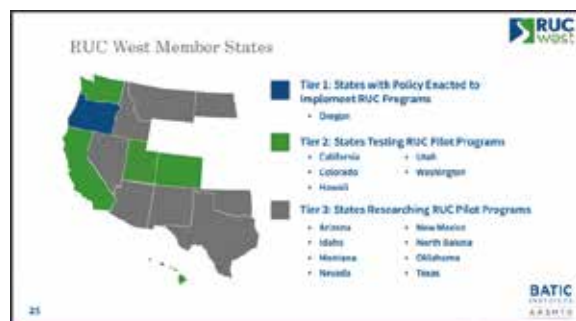 RUC West Member States
RUC
west
Tier 1: States with Policy Enacted to
Implement RUC Programs
• Oregon
Tier 2: States Testing RUC Pilot Programs
• California
• Colorado
• Hawaii
• Utah
• Washington
Tier 3: States Researching RUC Pilot Programs
• Arizona
• Idaho
• Montana
• Nevada
• New Mexico
• North Dakota
• Oklahoma
• Texas
25
BATIC
INSTITUTE
AASHTO